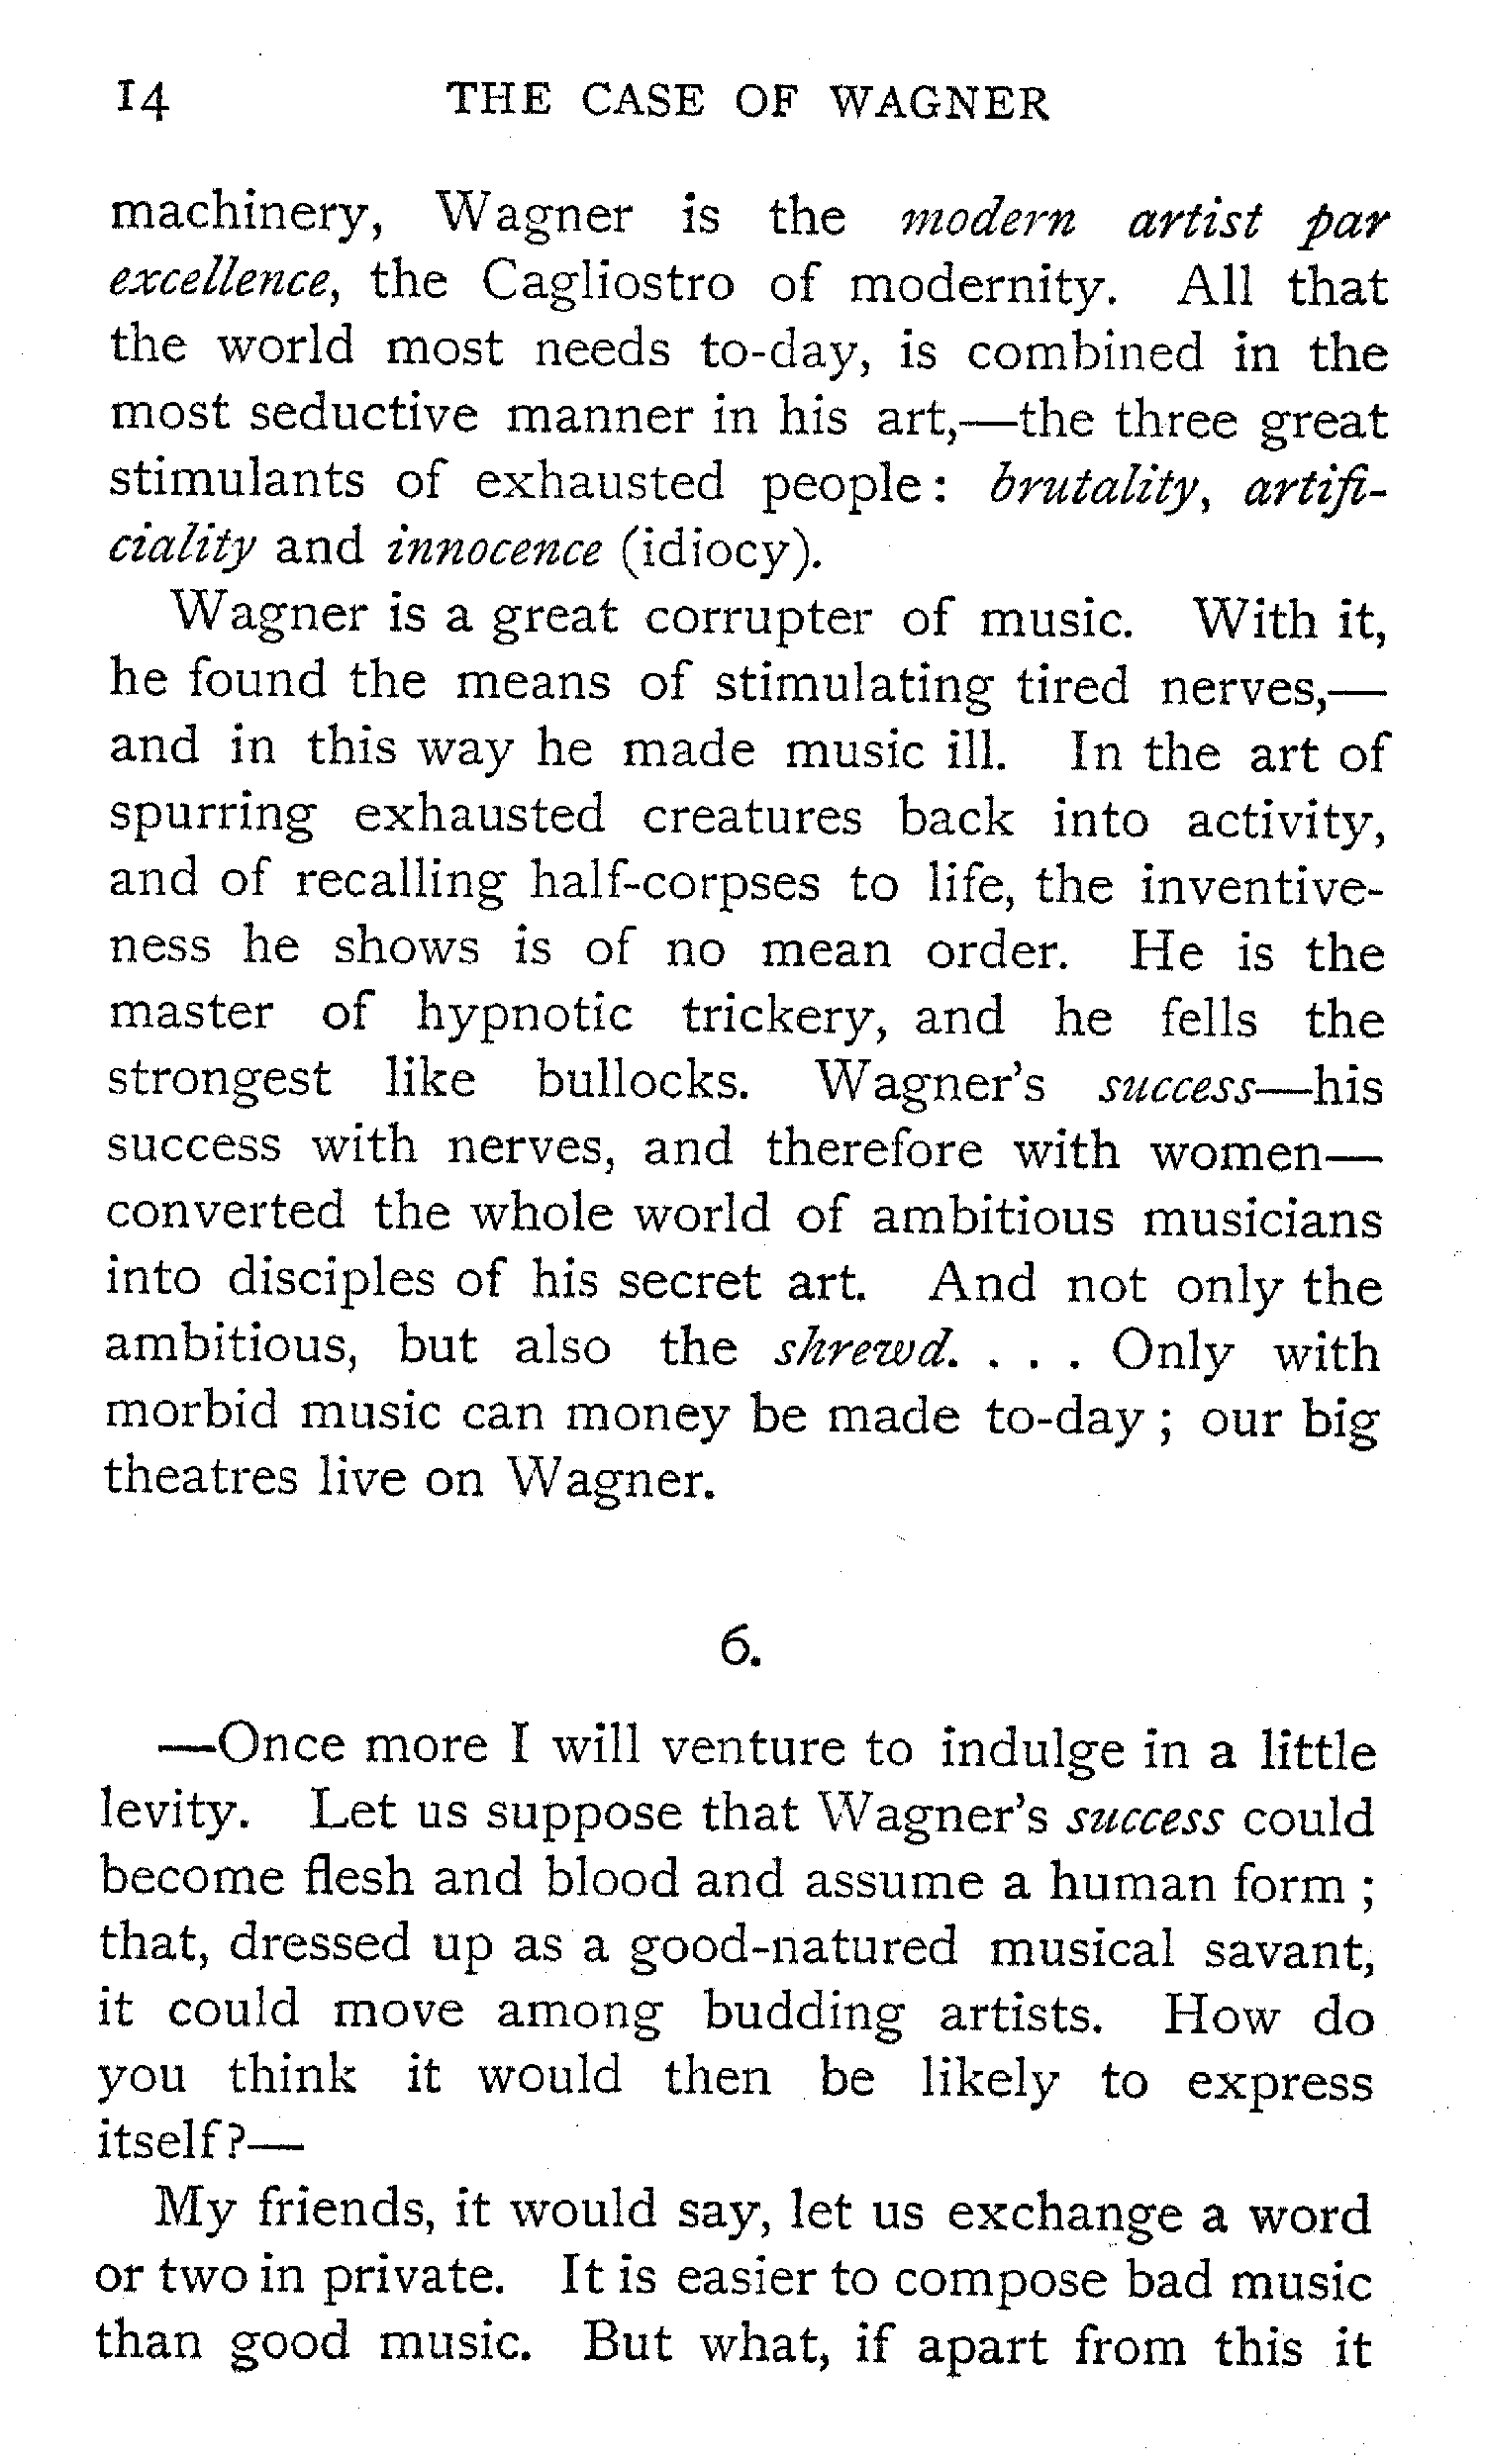 14 THE CASE OF WAGNER
machinery, Wagner is the modern artist par
excellence, the Cagliostro of modernity. All that
the world most needs to-day, is combined in the
most seductive manner in his art,—the three great
stimulants of exhausted people: brutality, artifi-
ciality and innocence (idiocy).
Wagner is a great corrupter of music. With it,
he found the means of stimulating tired nerves,—
and in this way he made music ill. In the art of
spurring exhausted creatures back into activity,
and of recalling half-corpses to life, the inventive-
ness he shows is of no mean order. He is the
master of hypnotic trickery, and he fells the
strongest like bullocks. Wagner's success—his
success with nerves, and therefore with women—
converted the whole world of ambitious musicians
into disciples of his secret art. And not only the
ambitious, but also the shrewd. . . . Only with
morbid music can money be made to-day; our big
theatres live on Wagner.
6.
—Once more I will venture to indulge in a little
levity. Let us suppose that Wagner's success could
become flesh and blood and assume a human form;
that, dressed up as a good-natured musical savant,
it could move among budding artists. How do
you think it would then be likely to express
itself?—
My friends, it would say, let us exchange a word
or two in private. It is easier to compose bad music
than good music. But what, if apart from this it